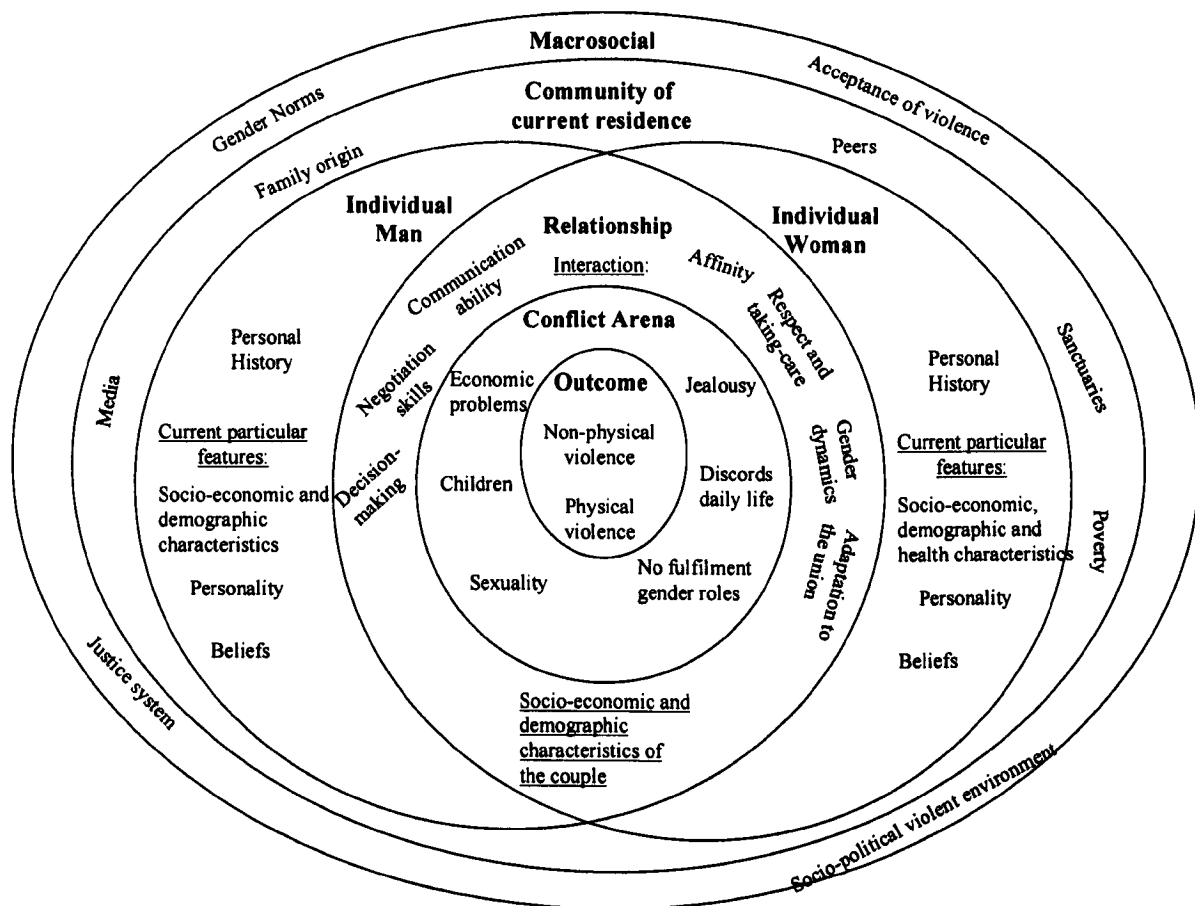 Macrosocial
Gender Norms
Acceptance of violence
Community of
current residence
Family origin
Peers
Individual
Man
Individual
Woman
Relationship
Interaction:
Communication
ability
Affinity
Respect and
taking-care
Conflict Arena
Negotiation
skills
Economic
problems
Outcome
Jealousy
Personal
History
Personal
History
Sanctuaries
Media
Non-physical
violence
Gender
dynamics
Current particular
features:
Current particular
features:
Decision-
making
Children
Discords
daily life
Physical
violence
Socio-economic and
demographic
characteristics
Socio-economic,
demographic and
health characteristics
Poverty
Adaptation to
the union
Sexuality
No fulfilment
gender roles
Personality
Personality
Beliefs
Beliefs
Justice system
Socio-economic and
demographic
characteristics of
the couple
Socio-political violent environment